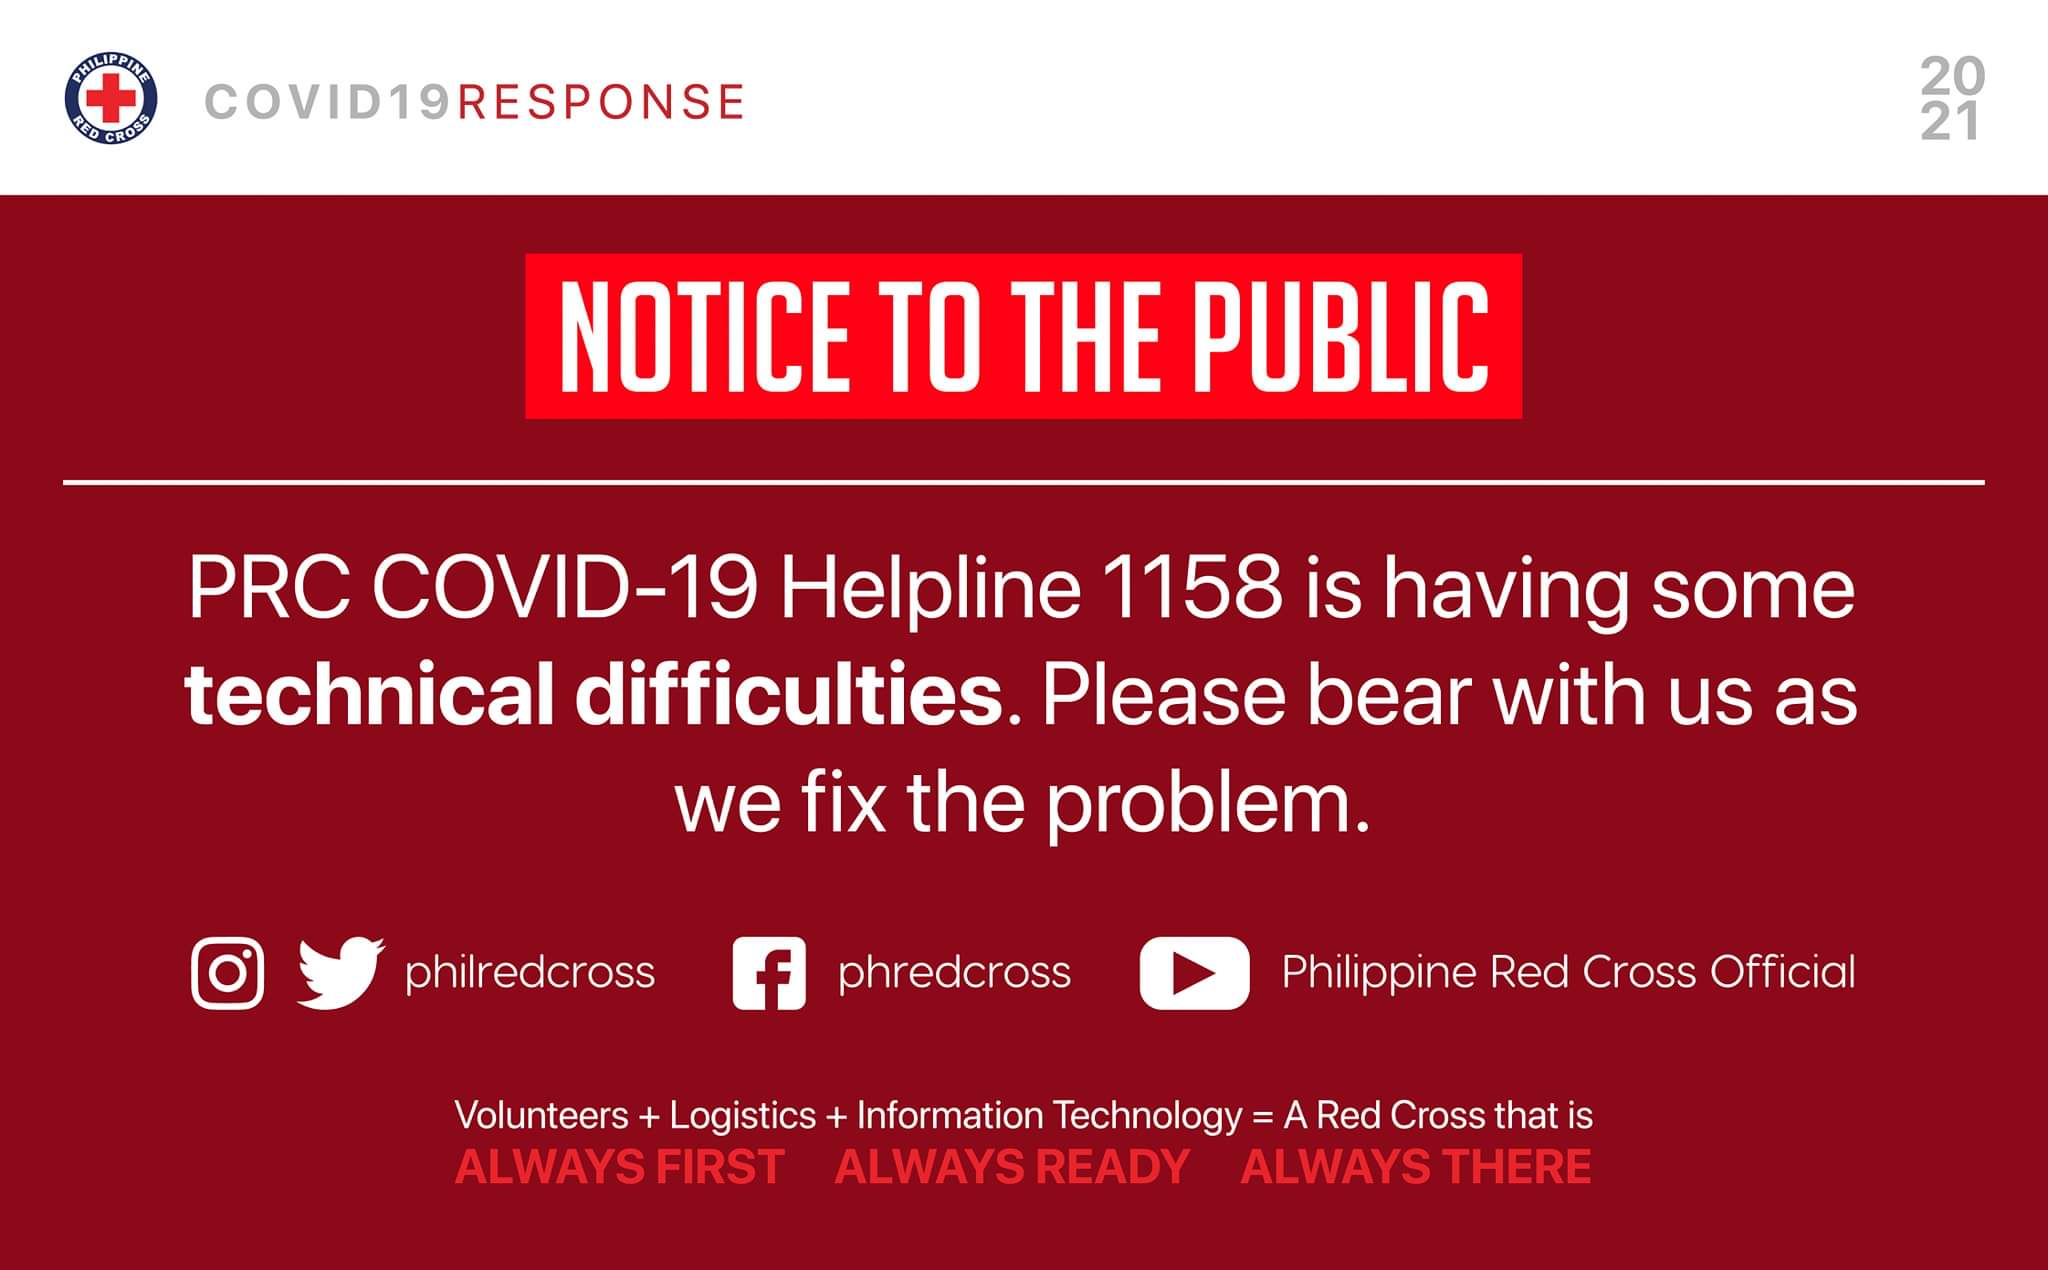 PHILIPPINE
RED CROSS
COVID19RESPONSE
20
21
NOTICE TO THE PUBLIC
PRC COVID-19 Helpline 1158 is having some
technical difficulties. Please bear with us as
we fix the problem.
philredcross phredcross Philippine Red Cross Official
Volunteers + Logistics + Information Technology = A Red Cross that is
ALWAYS FIRST ALWAYS READY ALWAYS THERE